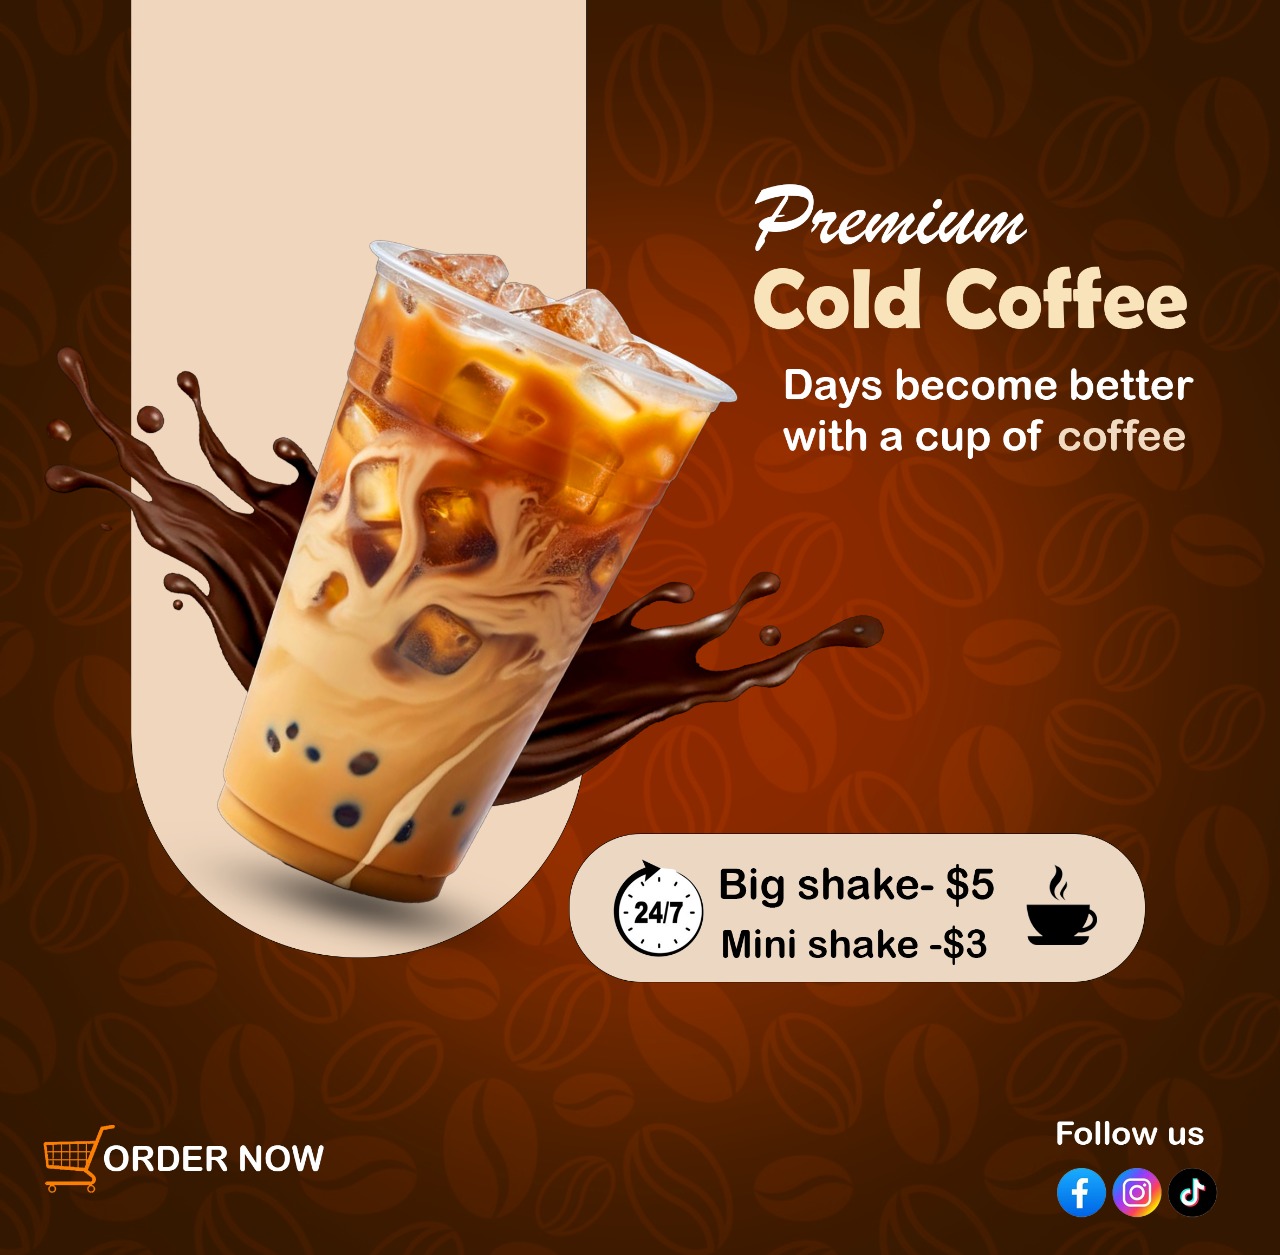 Premium
Cold Coffee
Days become better
with a cup of coffee
24/7
Big shake- $5
Mini shake -$3
ORDER NOW
Follow us